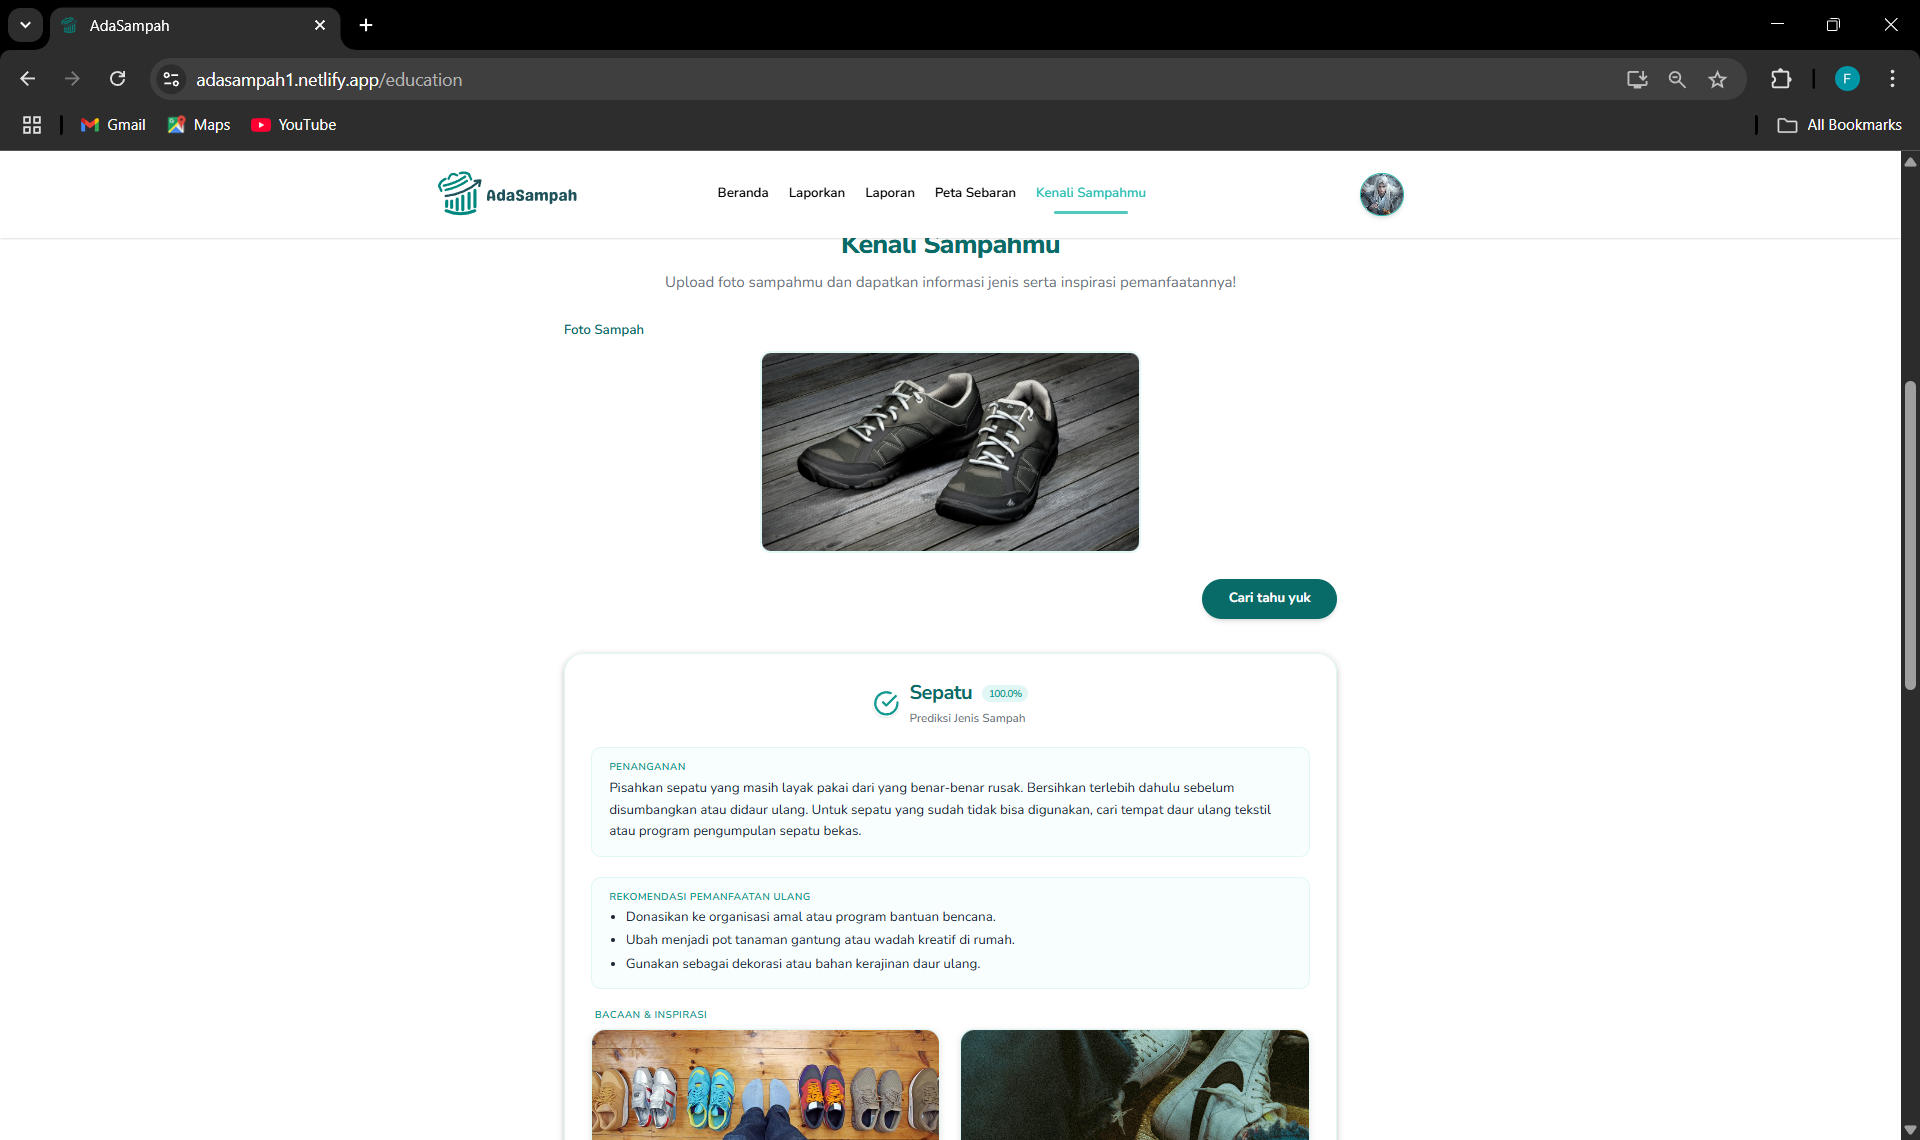 AdaSampah
adasampah1.netlify.app/education
F
Gmail
Maps
YouTube
All Bookmarks
AdaSampah
Beranda
Laporkan
Laporan
Peta Sebaran
Kenali Sampahmu
Kenali Sampahmu
Upload foto sampahmu dan dapatkan informasi jenis serta inspirasi pemanfaatannya!
Foto Sampah
Cari tahu yuk
Sepatu 100.0%
Prediksi Jenis Sampah
PENANGANAN
Pisahkan sepatu yang masih layak pakai dari yang benar-benar rusak. Bersihkan terlebih dahulu sebelum
disumbangkan atau didaur ulang. Untuk sepatu yang sudah tidak bisa digunakan, cari tempat daur ulang tekstil
atau program pengumpulan sepatu bekas.
REKOMENDASI PEMANFAATAN ULANG
• Donasikan ke organisasi amal atau program bantuan bencana.
• Ubah menjadi pot tanaman gantung atau wadah kreatif di rumah.
• Gunakan sebagai dekorasi atau bahan kerajinan daur ulang.
BACAAN & INSPIRASI